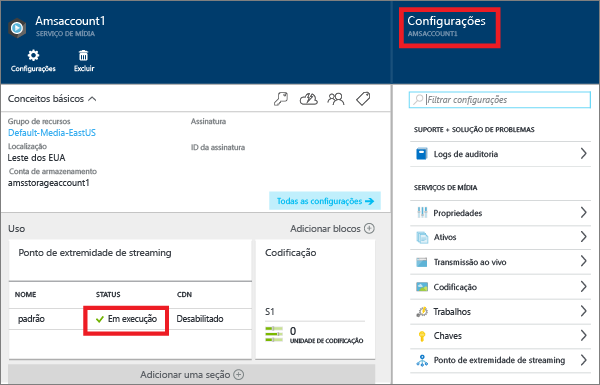 Amsaccount1
SERVIÇO DE MÍDIA
Configurações
Excluir
Conceitos básicos
Grupo de recursos
Default-Media-EastUS
Localização
Leste dos EUA
Conta de armazenamento
amsstorageaccount1
Assinatura
ID da assinatura
Todas as configurações
Uso
Adicionar blocos
Ponto de extremidade de streaming
NOME STATUS CDN
padrão Em execução Desabilitado
Codificação
S1
0
UNIDADE DE CODIFICAÇÃO
Adicionar uma seção
Configurações
AMSACCOUNT1
Filtrar configurações
SUPORTE + SOLUÇÃO DE PROBLEMAS
Logs de auditoria
SERVIÇOS DE MÍDIA
Propriedades
Ativos
Transmissão ao vivo
Codificação
Trabalhos
Chaves
Ponto de extremidade de streaming